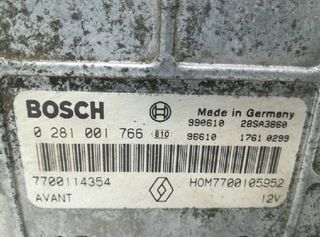 BOSCH Made in Germany
990610 28SA3860
0 281 001 766 810 96610 1761 0299
7700114354 HOM7700105952
AVANT 12V